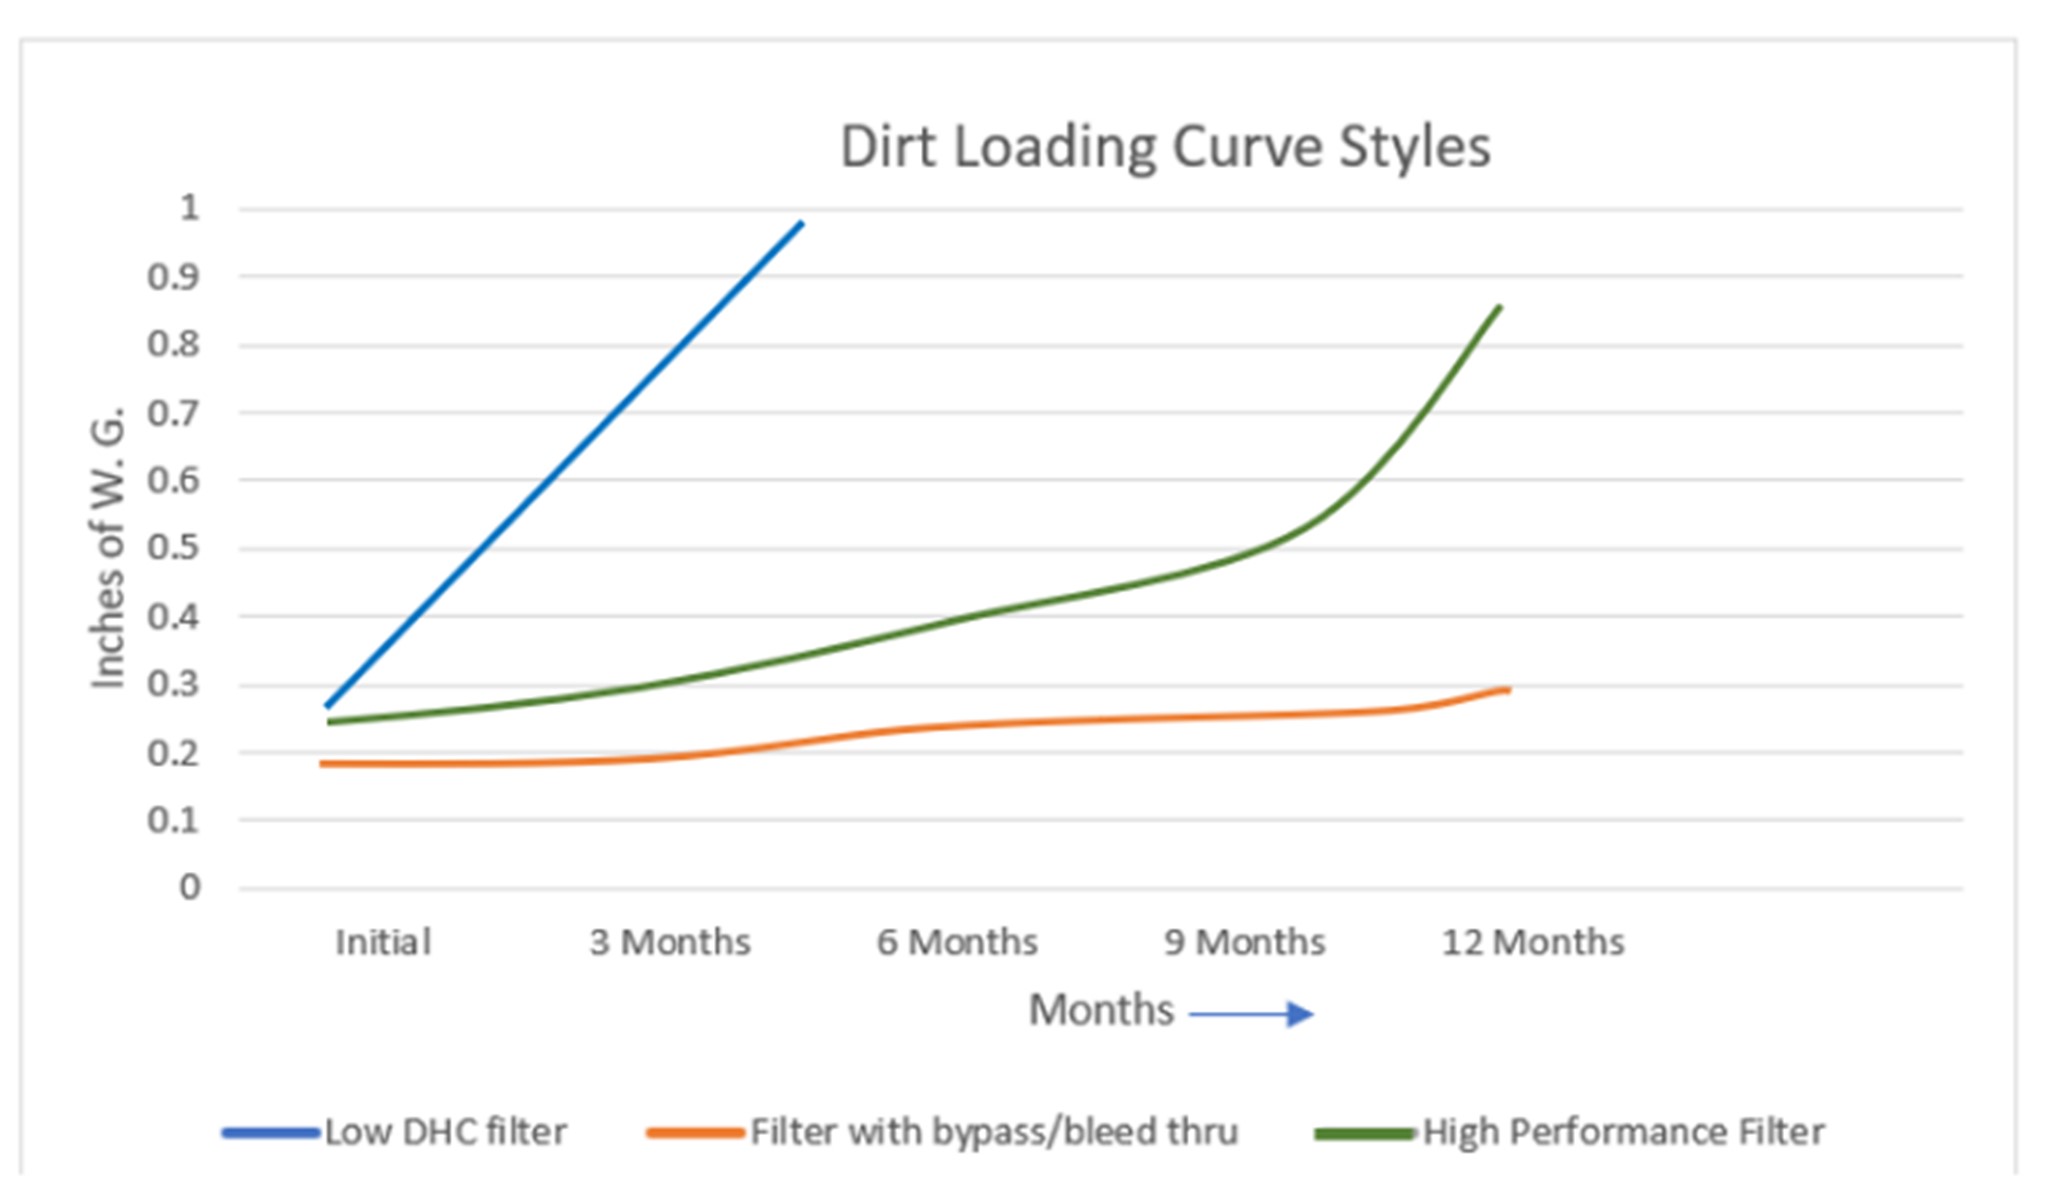 Dirt Loading Curve Styles
1
0.9
0.8
0.7
0.6
0.5
0.4
0.3
0.2
0.1
0
Inches of W. G.
Initial 3 Months 6 Months 9 Months 12 Months
Months
Low DHC filter Filter with bypass/bleed thru High Performance Filter